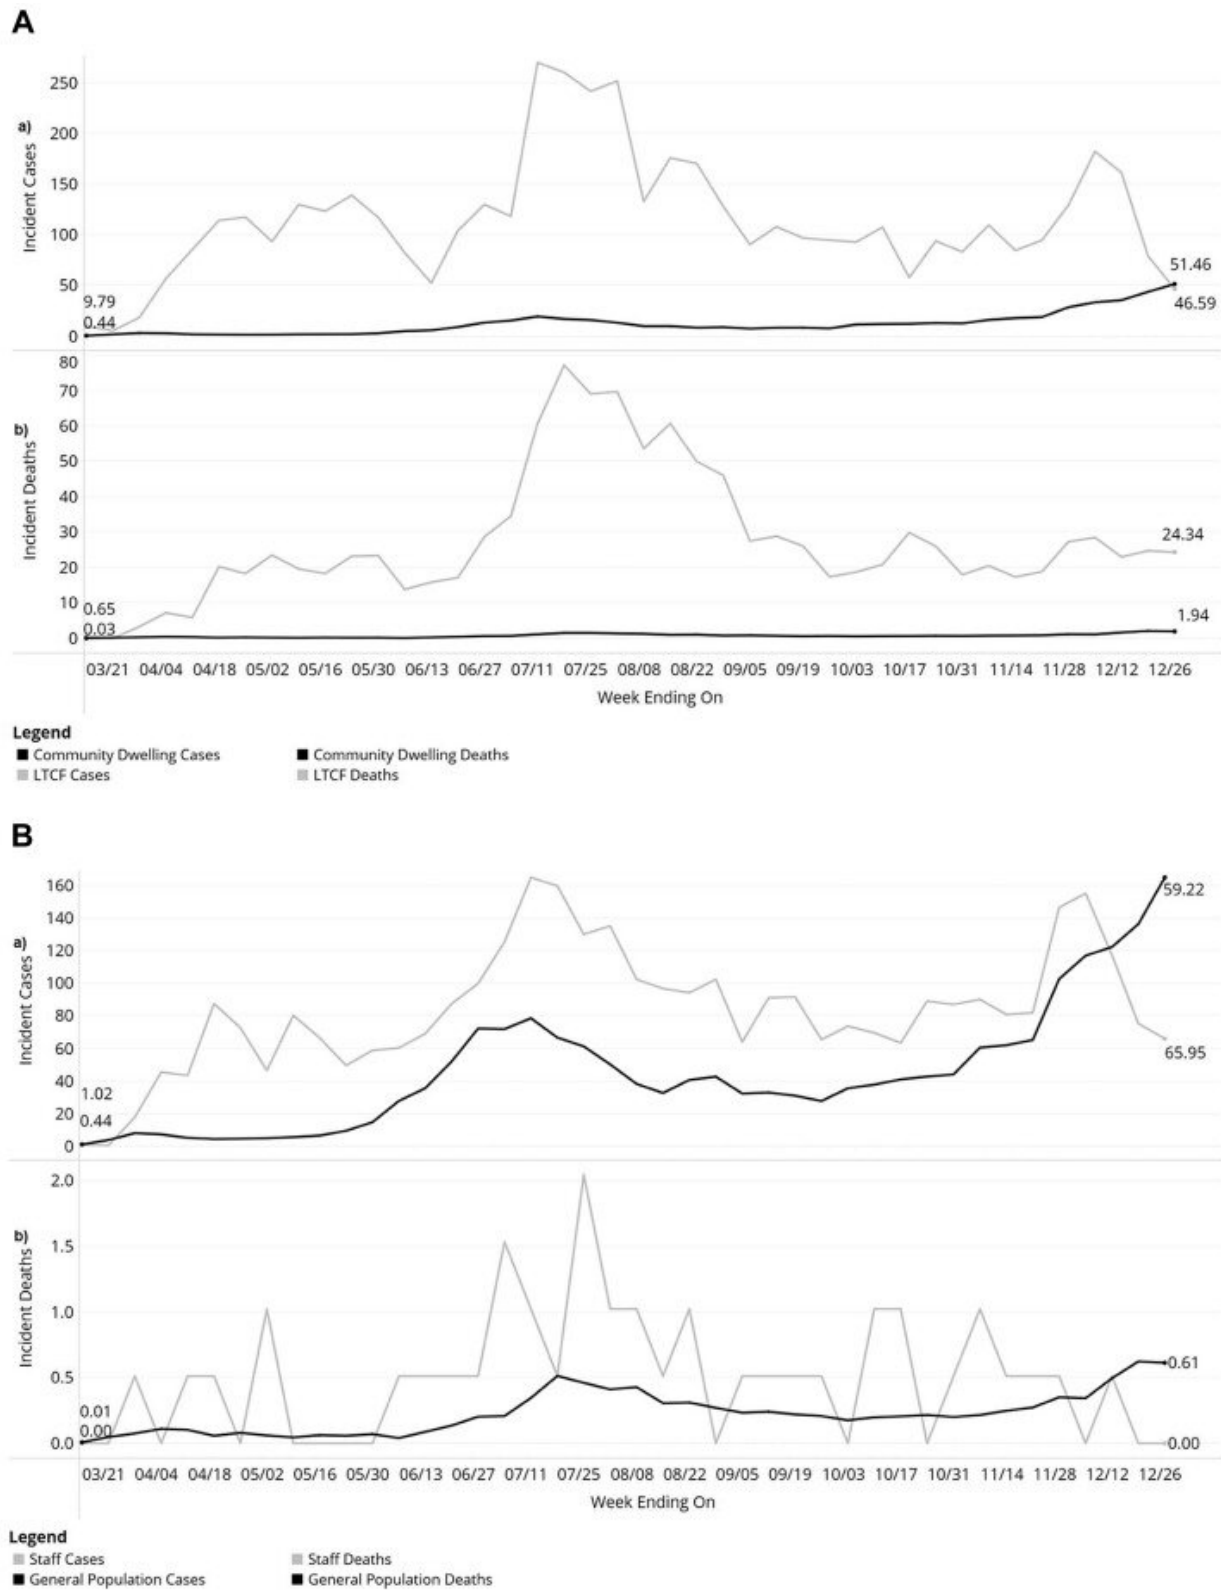 A
a)
Incident Cases
250
200
150
100
50
0
9.79
0.44
51.46
46.59
b)
Incident Deaths
80
70
60
50
40
30
20
10
0
0.65
0.03
24.34
1.94
03/21 04/04 04/18 05/02 05/16 05/30 06/13 06/27 07/11 07/25 08/08 08/22 09/05 09/19 10/03 10/17 10/31 11/14 11/28 12/12 12/26
Week Ending On
Legend
Community Dwelling Cases Community Dwelling Deaths
LTCF Cases LTCF Deaths
B
a)
Incident Cases
160
140
120
100
80
60
40
20
0
1.02
0.44
59.22
65.95
b)
Incident Deaths
2.0
1.5
1.0
0.5
0.0
0.01
0.00
0.61
0.00
03/21 04/04 04/18 05/02 05/16 05/30 06/13 06/27 07/11 07/25 08/08 08/22 09/05 09/19 10/03 10/17 10/31 11/14 11/28 12/12 12/26
Week Ending On
Legend
Staff Cases Staff Deaths
General Population Cases General Population Deaths